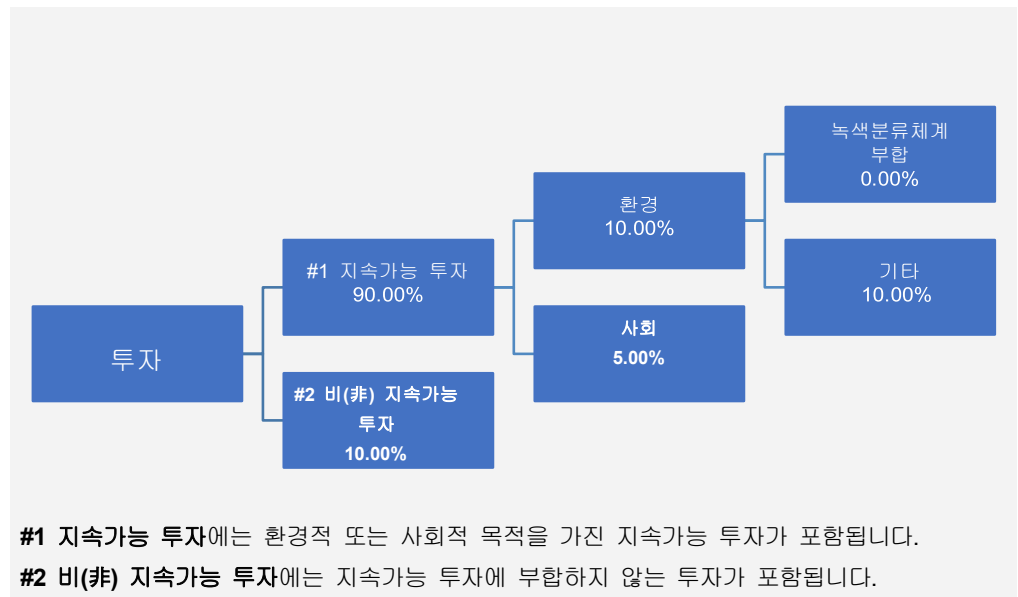 투자
#1 지속가능 투자
90.00%
#2 비(非) 지속가능
투자
10.00%
환경
10.00%
사회
5.00%
녹색분류체계
부합
0.00%
기타
10.00%
#1 지속가능 투자에는 환경적 또는 사회적 목적을 가진 지속가능 투자가 포함됩니다.
#2 비(非) 지속가능 투자에는 지속가능 투자에 부합하지 않는 투자가 포함됩니다.